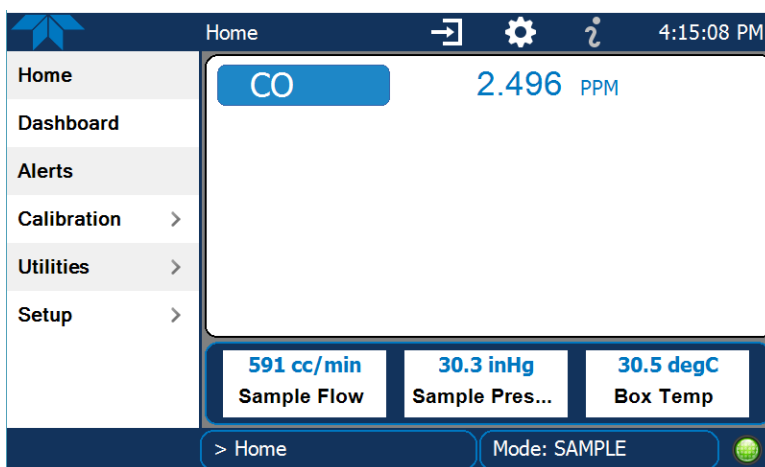 Home 4:15:08 PM
Home
Dashboard
Alerts
Calibration >
Utilities >
Setup >
CO 2.496 PPM
591 cc/min 30.3 inHg 30.5 degC
Sample Flow Sample Pres... Box Temp
> Home Mode: SAMPLE